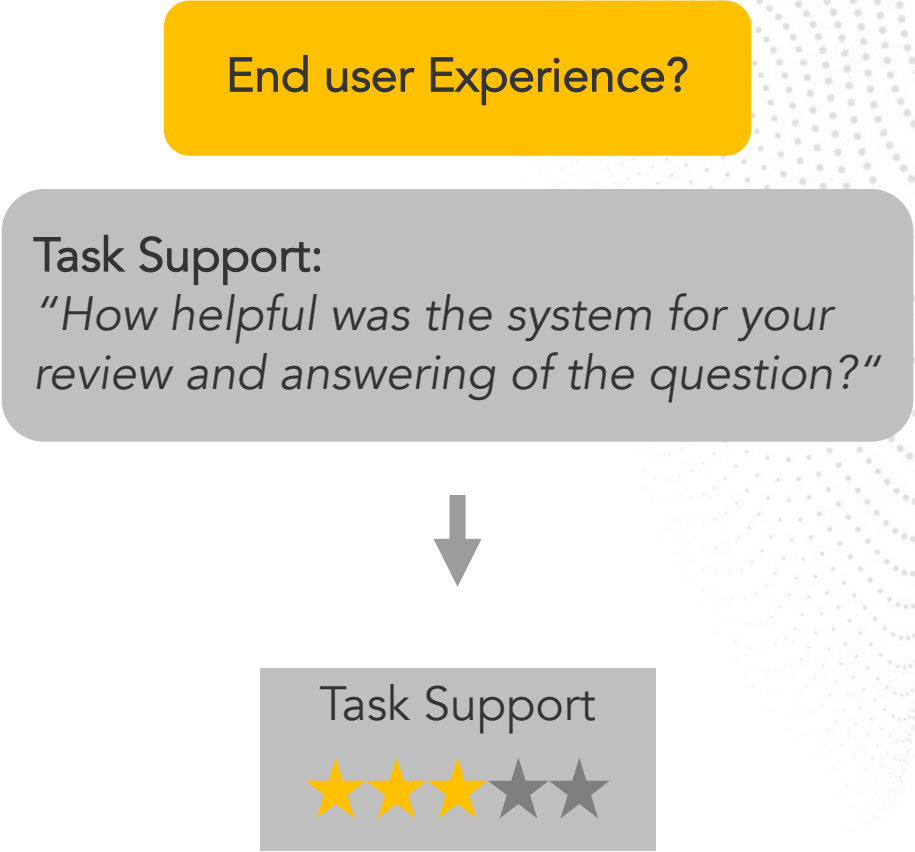 End user Experience?
Task Support:
“How helpful was the system for your
review and answering of the question?“
Task Support